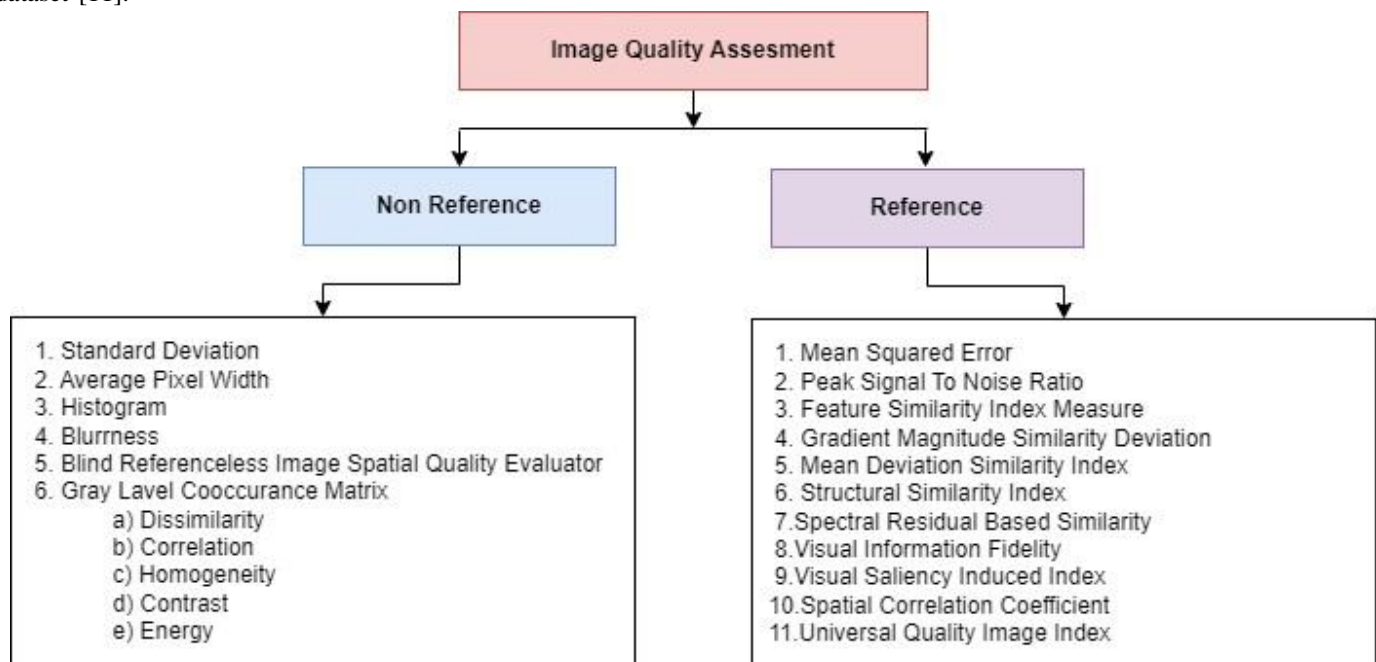 dataset [11].
Image Quality Assesment
Non Reference
Reference
1. Standard Deviation
2. Average Pixel Width
3. Histogram
4. Blurrness
5. Blind Referenceless Image Spatial Quality Evaluator
6. Gray Lavel Cooccurance Matrix
a) Dissimilarity
b) Correlation
c) Homogeneity
d) Contrast
e) Energy
1. Mean Squared Error
2. Peak Signal To Noise Ratio
3. Feature Similarity Index Measure
4. Gradient Magnitude Similarity Deviation
5. Mean Deviation Similarity Index
6. Structural Similarity Index
7.Spectral Residual Based Similarity
8.Visual Information Fidelity
9.Visual Saliency Induced Index
10.Spatial Correlation Coefficient
11.Universal Quality Image Index